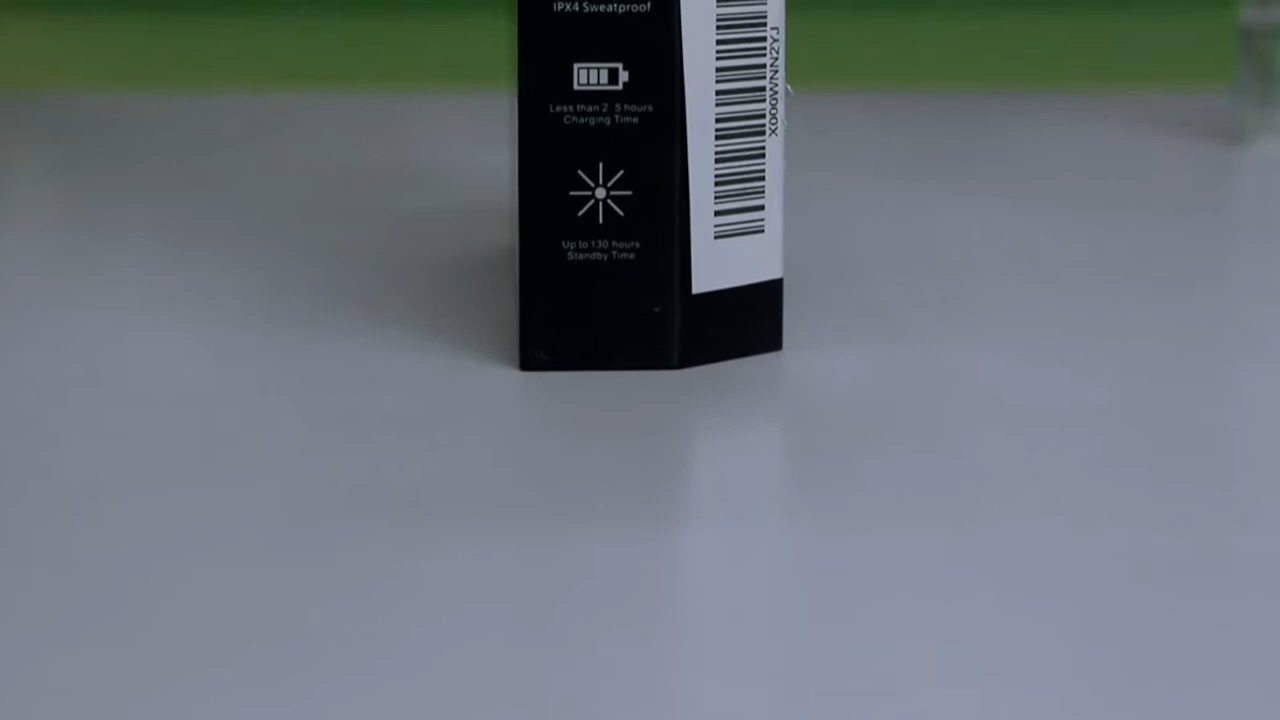 IPX4 Sweatproof
Less than 2.5 hours
Charging Time
Up to 130 hours
Standby Time
X000WNN2YJ